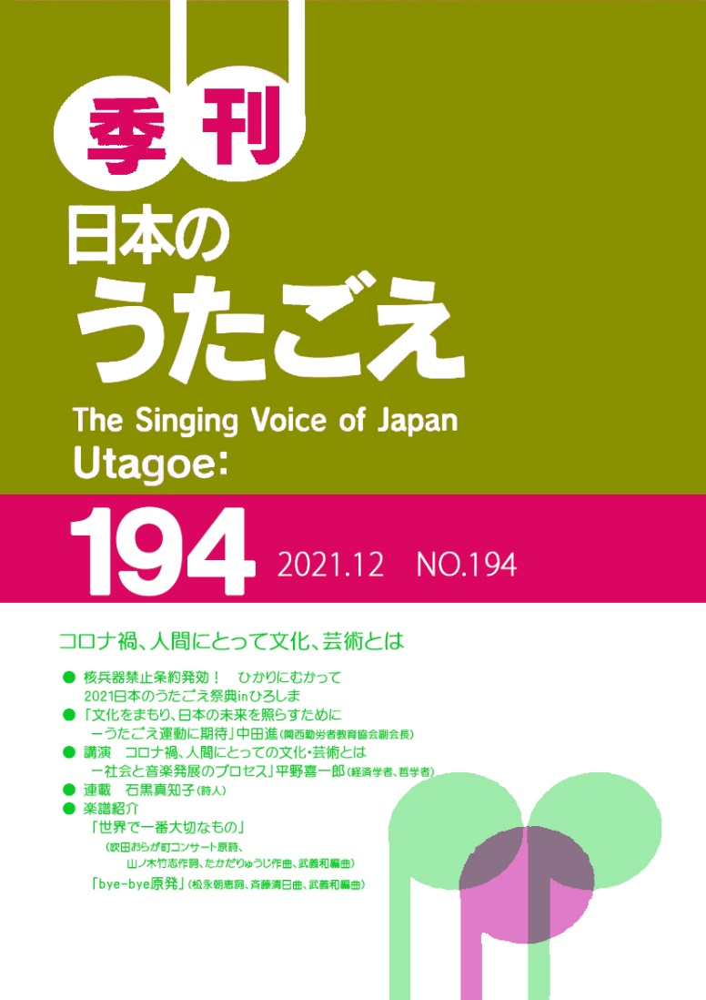 季刊
日本の
うたごえ
The Singing Voice of Japan
Utagoe:
194 2021.12 NO.194
コロナ禍、人間にとって文化、芸術とは
● 核兵器禁止条約発効！ ひかりにむかって
2021日本のうたごえ祭典inひろしま
● 「文化をまもり、日本の未来を照らすために
－うたごえ運動に期待」中田進(関西勤労者教育協会副会長)
● 講演 コロナ禍、人間にとっての文化・芸術とは
－社会と音楽発展のプロセス」平野喜一郎(経済学者、哲学者)
● 連載 石黒真知子(詩人)
● 楽譜紹介
「世界で一番大切なもの」
(吹田おらが町コンサート原詩、
山ノ木竹志作詞、たかだりゅうじ作曲、武義和編曲)
「bye-bye原発」(松永朝恵詞、斉藤清巳曲、武義和編曲)